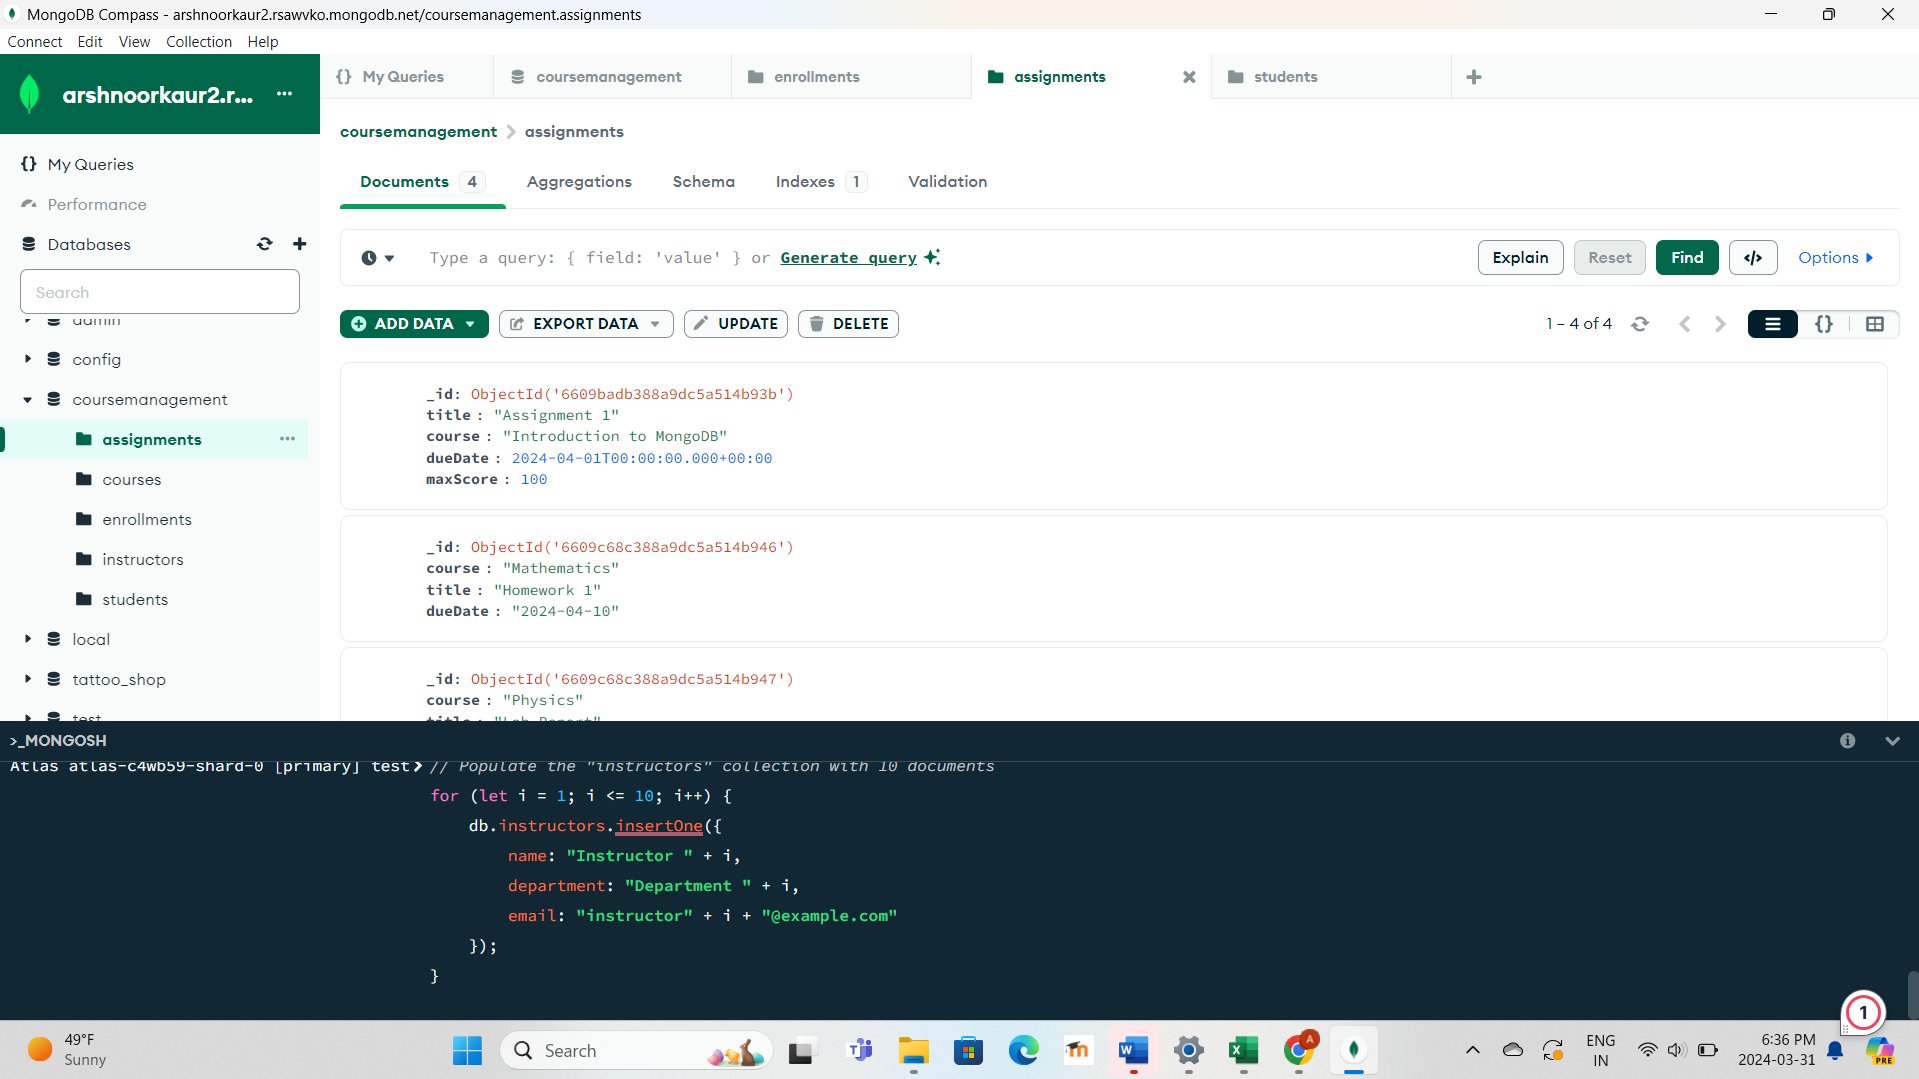 MongoDB Compass - arshnoorkaur2.rsawvko.mongodb.net/coursemanagement.assignments
Connect Edit View Collection Help
arshnoorkaur2.r... ...
{} My Queries
coursemanagement
enrollments
assignments
students
My Queries
Performance
Databases
Search
admin
config
coursemanagement
assignments
courses
enrollments
instructors
students
local
tattoo_shop
test
coursemanagement > assignments
Documents 4 Aggregations Schema Indexes 1 Validation
Type a query: { field: 'value' } or Generate query
Explain Reset Find </> Options
ADD DATA EXPORT DATA UPDATE DELETE
1 – 4 of 4 {}
_id: ObjectId('6609badb388a9dc5a514b93b')
title : "Assignment 1"
course : "Introduction to MongoDB"
dueDate : 2024-04-01T00:00:00.000+00:00
maxScore : 100
_id: ObjectId('6609c68c388a9dc5a514b946')
course : "Mathematics"
title : "Homework 1"
dueDate : "2024-04-10"
_id: ObjectId('6609c68c388a9dc5a514b947')
course : "Physics"
title : "Lab Report"
>_MONGOSH
Atlas atlas-c4wb59-shard-0 [primary] test> // Populate the "instructors" collection with 10 documents
for (let i = 1; i <= 10; i++) {
db.instructors.insertOne({
name: "Instructor " + i,
department: "Department " + i,
email: "instructor" + i + "@example.com"
});
}
1
49°F
Sunny
Search
ENG
IN
6:36 PM
2024-03-31
PRE